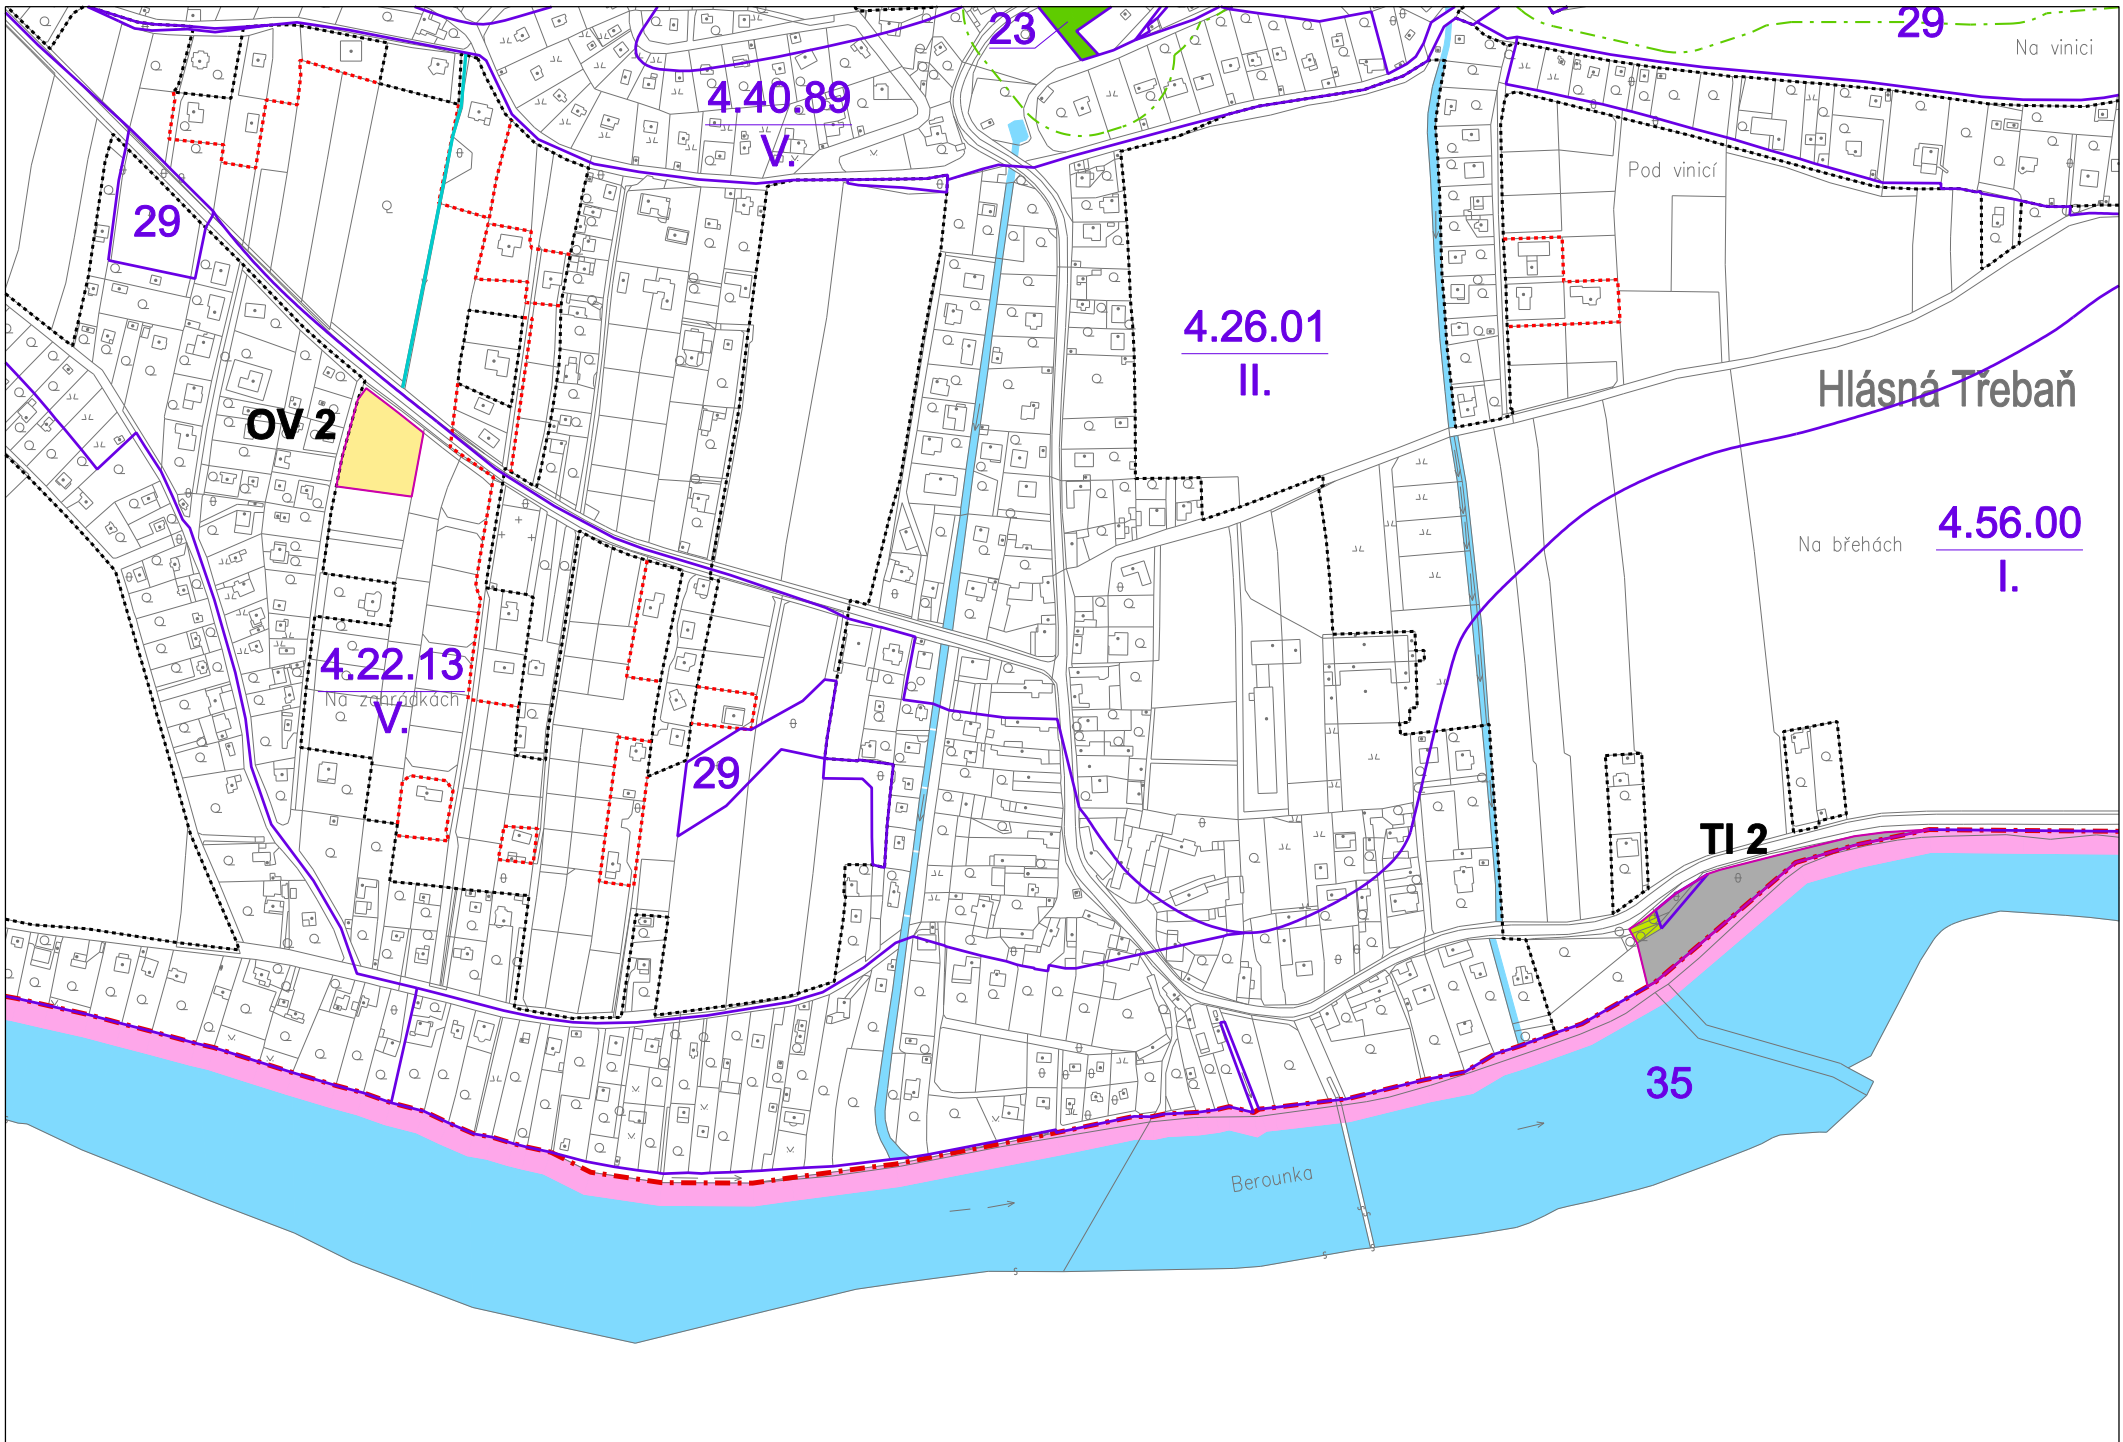 23
29
Na vinici
4.40.89
V.
Pod vinicí
29
4.26.01
II.
Hlásná Třebaň
OV 2
4.56.00
I.
Na břehách
4.22.13
Na zahrádkách
V.
29
TI 2
35
Berounka